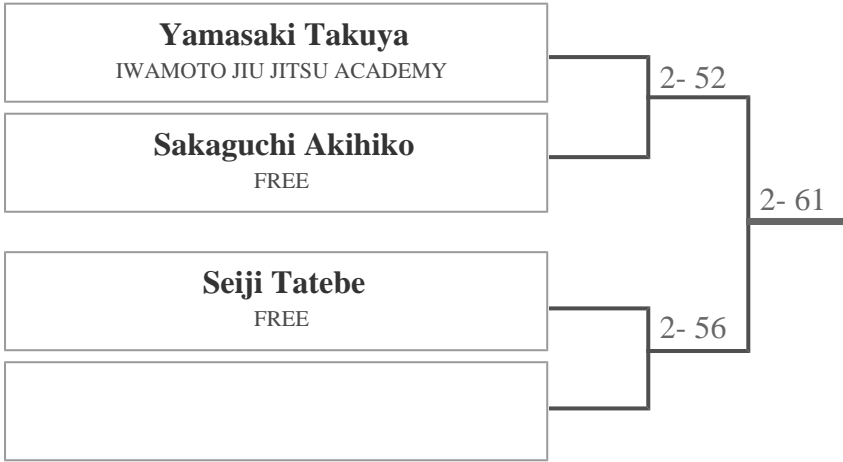 Yamasaki Takuya
IWAMOTO JIU JITSU ACADEMY
2- 52
Sakaguchi Akihiko
FREE
2- 61
Seiji Tatebe
FREE
2- 56